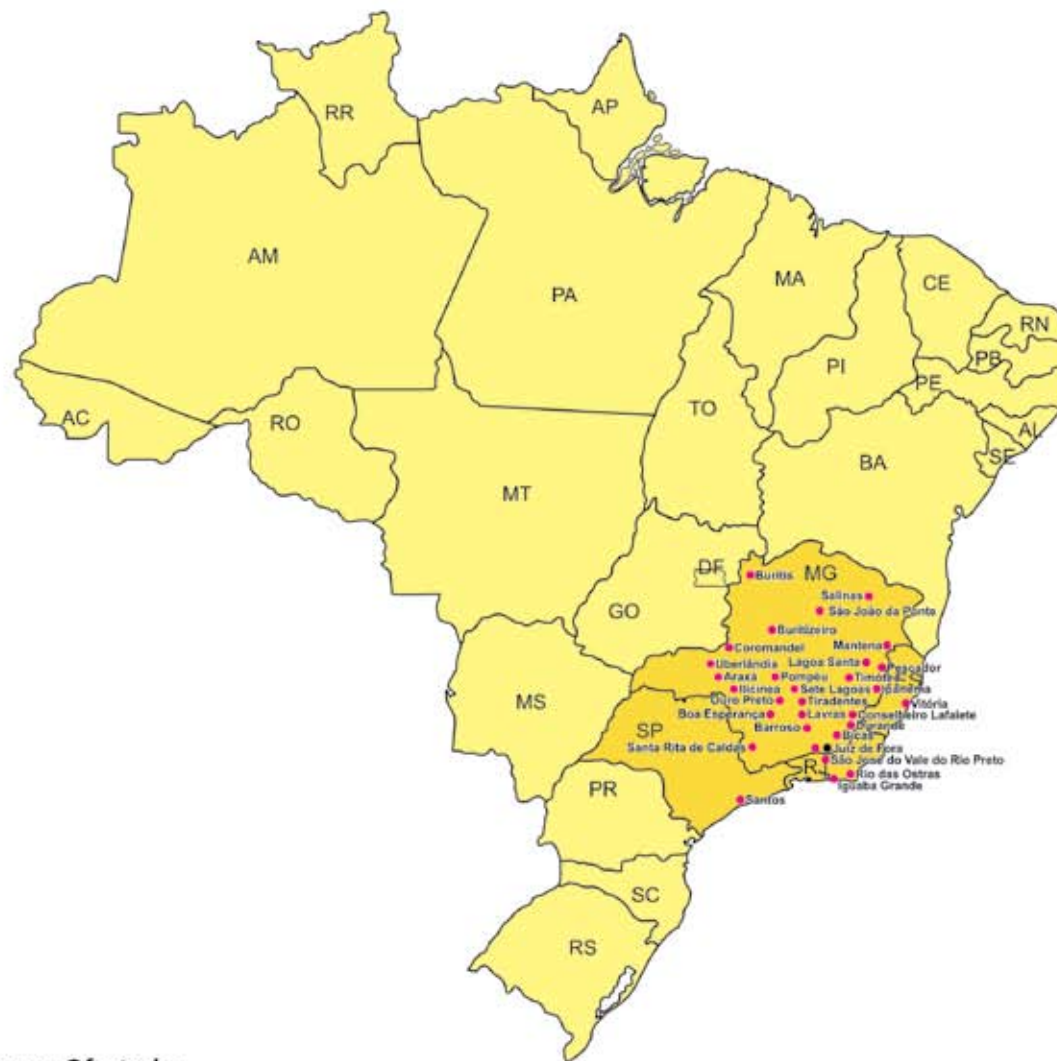 RR
AP
AM
PA
MA
CE
RN
PB
PI
PE
AC
RO
TO
AL
SE
BA
MT
DF
Buritis
MG
GO
Salinas
São João da Ponte
Buritizeiro
Mantena
Coromandel
Lagoa Santa
Pescador
Uberlândia
Araxá
Pompéu
Timóteo
MS
Ilicínea
Sete Lagoas
Ipanema
Ouro Preto
Tiradentes
Vitória
Boa Esperança
Lavras
Conselheiro Lafaiete
SP
Barroso
Durandé
Bicas
Santa Rita de Caldas
Juiz de Fora
São José do Vale do Rio Preto
PR
Rio das Ostras
Iguaba Grande
Santos
SC
RS